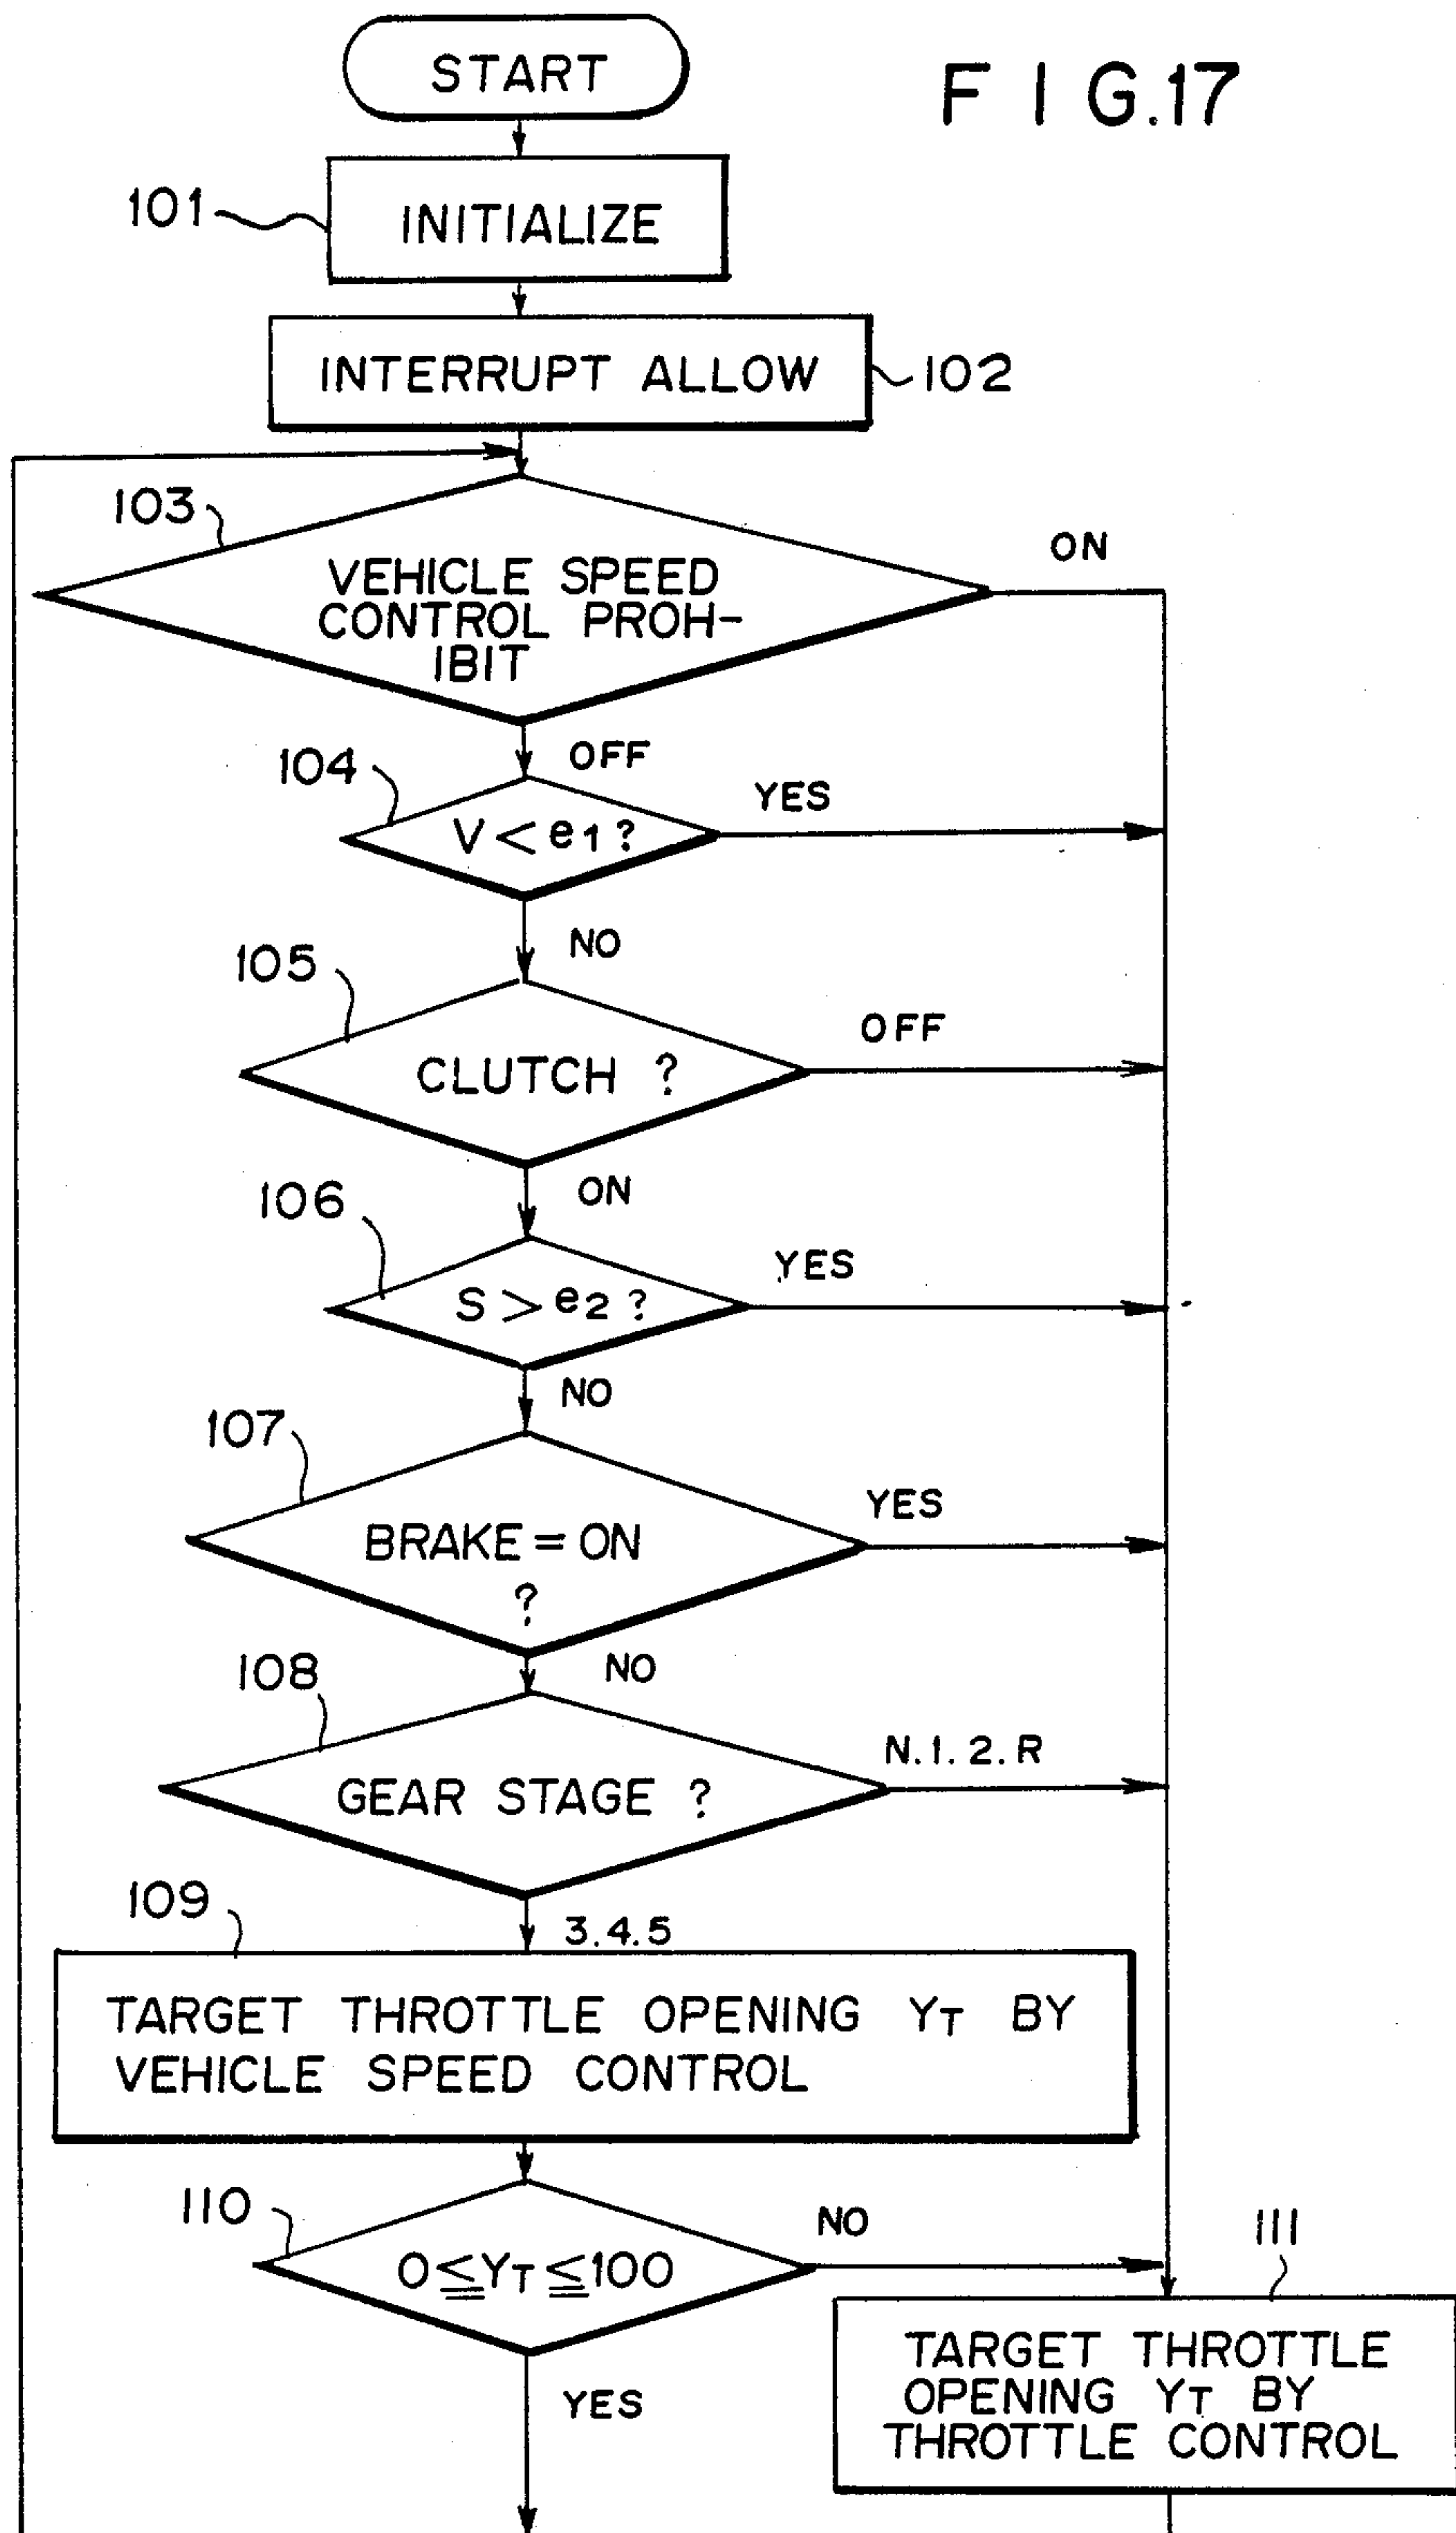 START
F I G.17
101
INITIALIZE
INTERRUPT ALLOW
102
103
VEHICLE SPEED
CONTROL PROH-
IBIT
ON
OFF
104
V < e1 ?
YES
NO
105
CLUTCH ?
OFF
ON
106
S > e2 ?
YES
NO
107
BRAKE = ON
?
YES
NO
108
GEAR STAGE ?
N.1.2.R
3.4.5
109
TARGET THROTTLE OPENING YT BY
VEHICLE SPEED CONTROL
110
0 ≦ YT ≦ 100
NO
YES
111
TARGET THROTTLE
OPENING YT BY
THROTTLE CONTROL